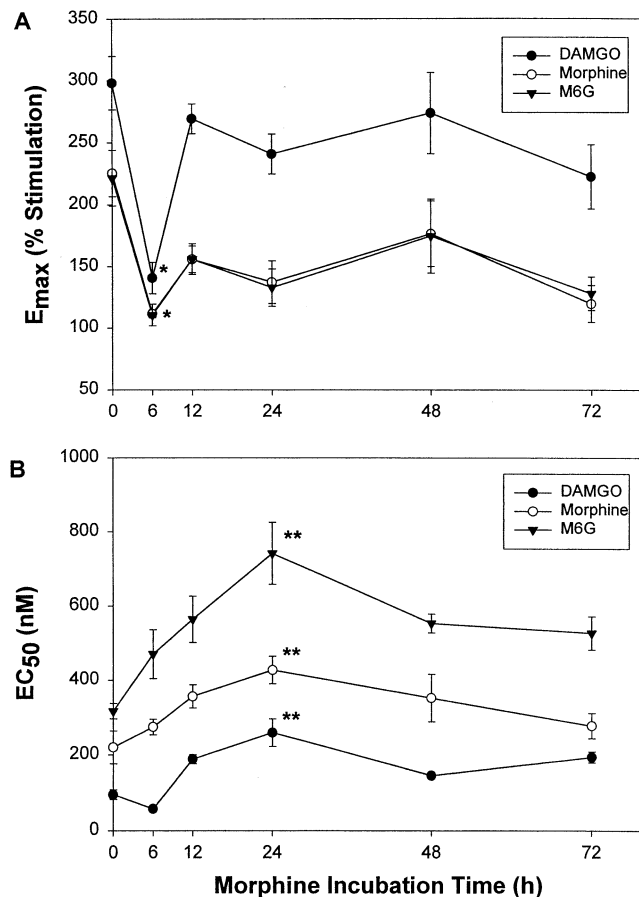 A
350
300
250
200
150
100
50
Emax (% Stimulation)
DAMGO
Morphine
M6G
*
*
0 6 12 24 48 72
B
1000
800
600
400
200
0
EC50 (nM)
DAMGO
Morphine
M6G
**
**
**
0 6 12 24 48 72
Morphine Incubation Time (h)